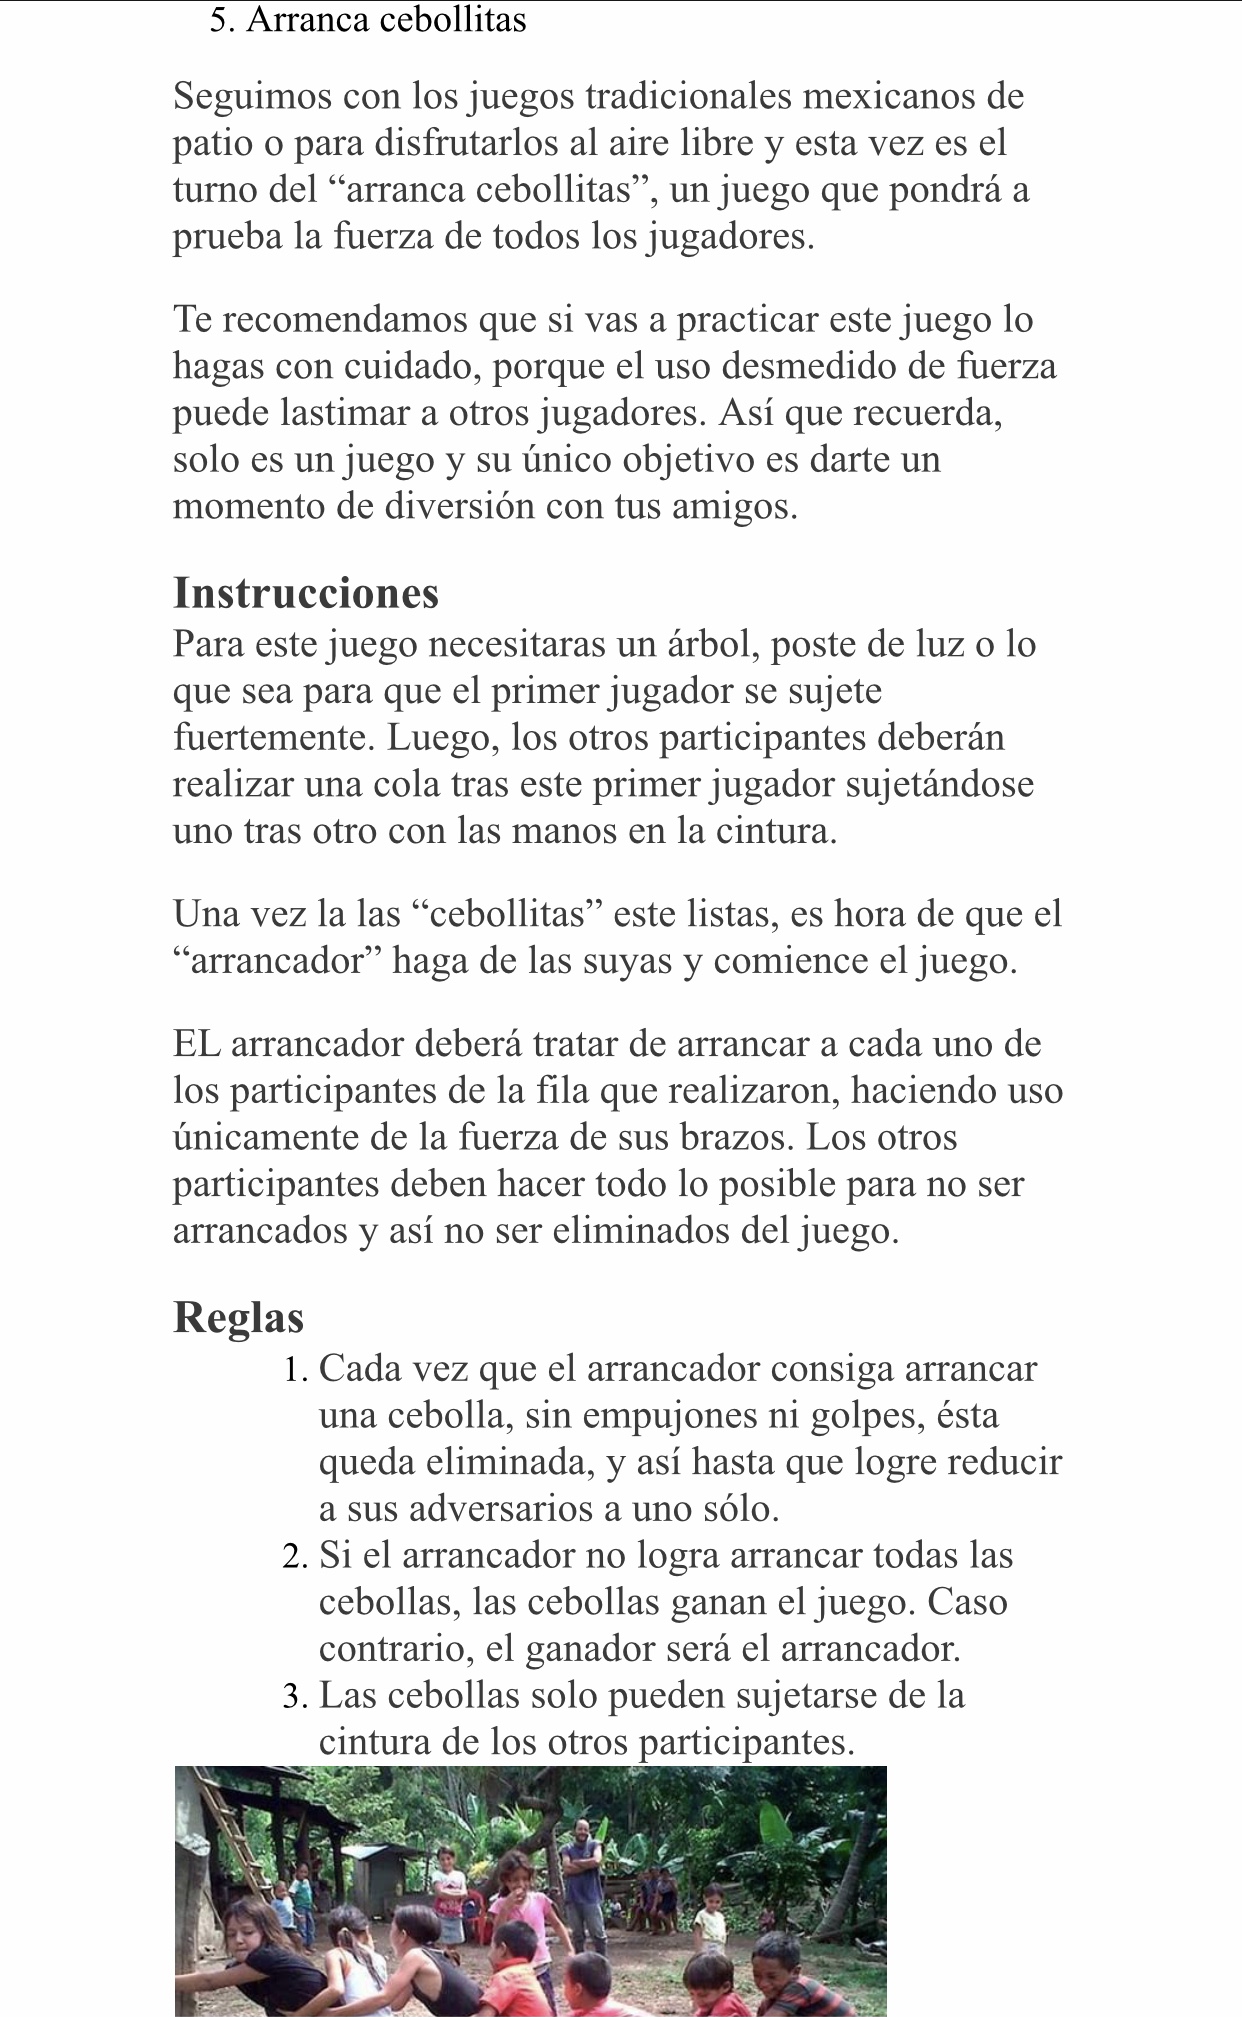 5. Arranca cebollitas
Seguimos con los juegos tradicionales mexicanos de
patio o para disfrutarlos al aire libre y esta vez es el
turno del “arranca cebollitas”, un juego que pondrá a
prueba la fuerza de todos los jugadores.
Te recomendamos que si vas a practicar este juego lo
hagas con cuidado, porque el uso desmedido de fuerza
puede lastimar a otros jugadores. Así que recuerda,
solo es un juego y su único objetivo es darte un
momento de diversión con tus amigos.
Instrucciones
Para este juego necesitaras un árbol, poste de luz o lo
que sea para que el primer jugador se sujete
fuertemente. Luego, los otros participantes deberán
realizar una cola tras este primer jugador sujetándose
uno tras otro con las manos en la cintura.
Una vez la las “cebollitas” este listas, es hora de que el
“arrancador” haga de las suyas y comience el juego.
EL arrancador deberá tratar de arrancar a cada uno de
los participantes de la fila que realizaron, haciendo uso
únicamente de la fuerza de sus brazos. Los otros
participantes deben hacer todo lo posible para no ser
arrancados y así no ser eliminados del juego.
Reglas
1. Cada vez que el arrancador consiga arrancar
una cebolla, sin empujones ni golpes, ésta
queda eliminada, y así hasta que logre reducir
a sus adversarios a uno sólo.
2. Si el arrancador no logra arrancar todas las
cebollas, las cebollas ganan el juego. Caso
contrario, el ganador será el arrancador.
3. Las cebollas solo pueden sujetarse de la
cintura de los otros participantes.